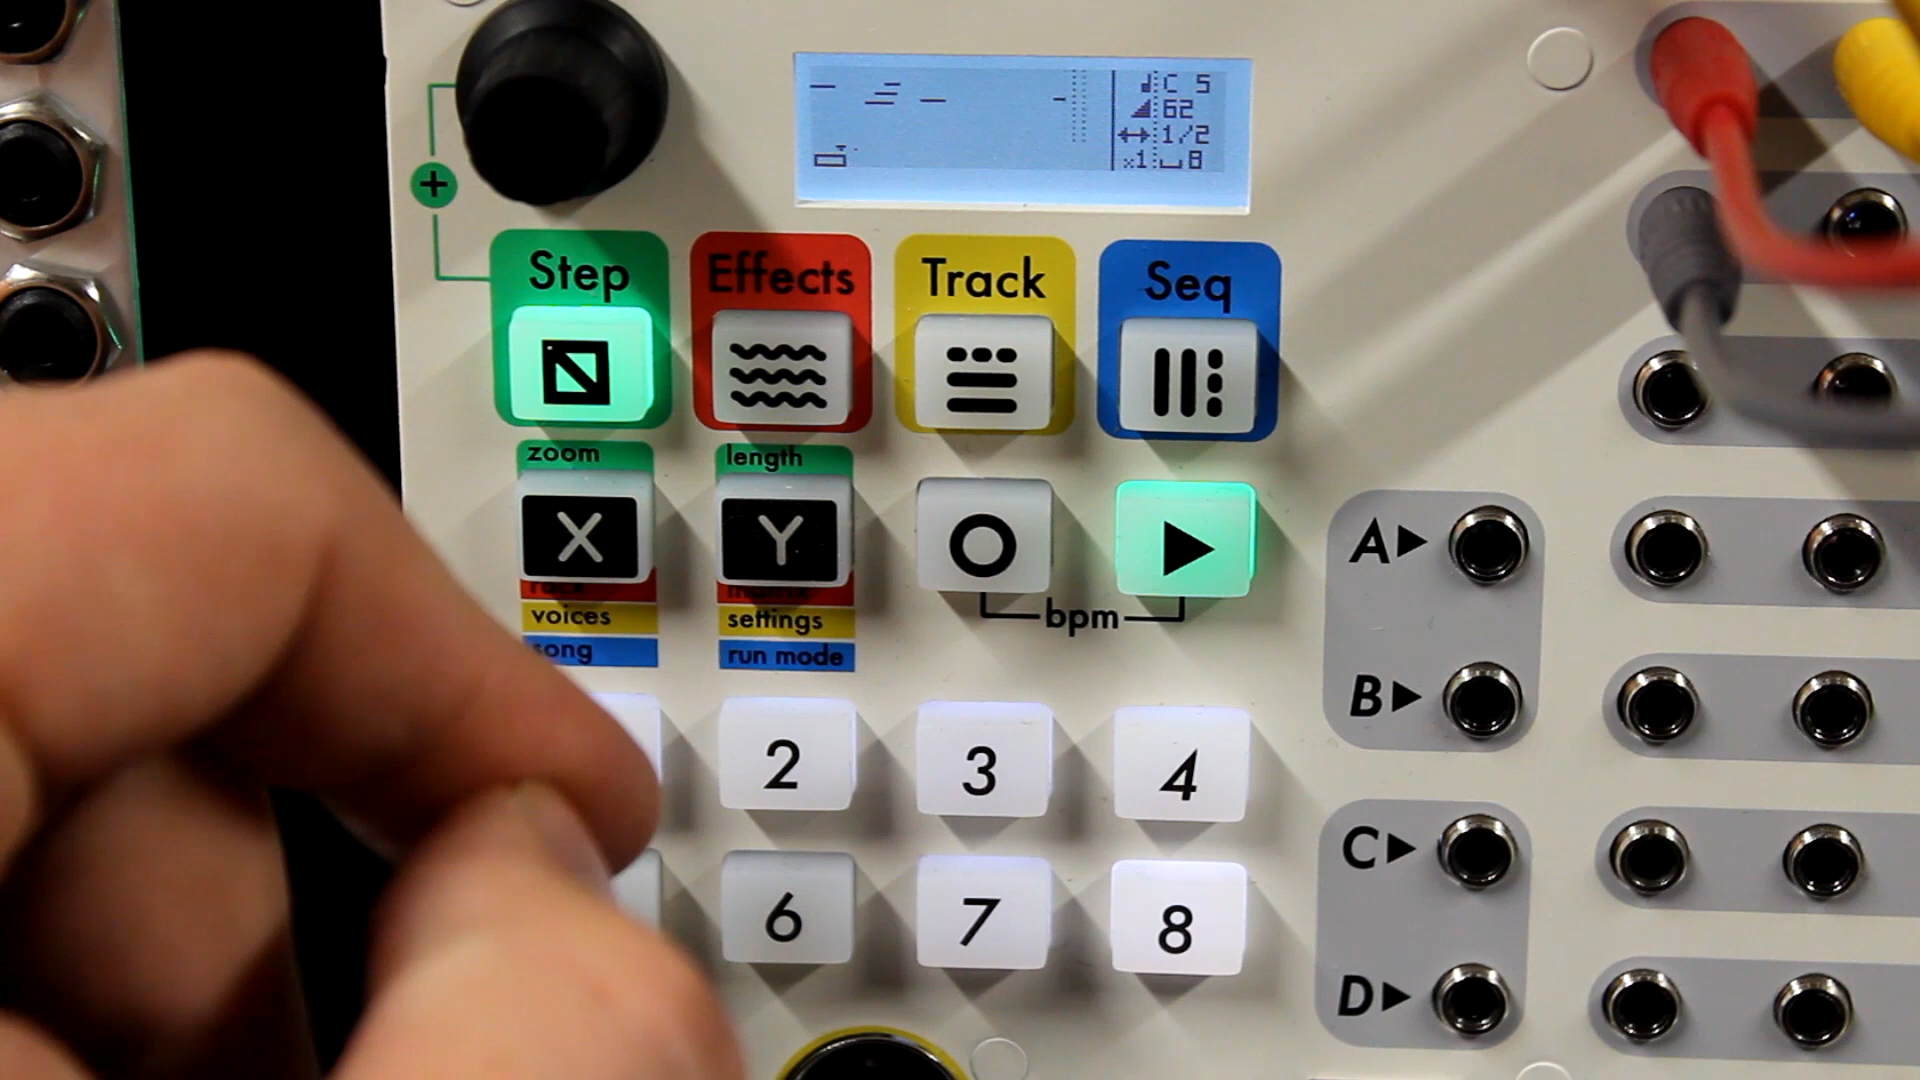 C 5
62
1/2
x1 8
+
Step Effects Track Seq
zoom length
X Y
voices settings
bpm
song run mode
2 3 4
6 7 8
A
B
C
D